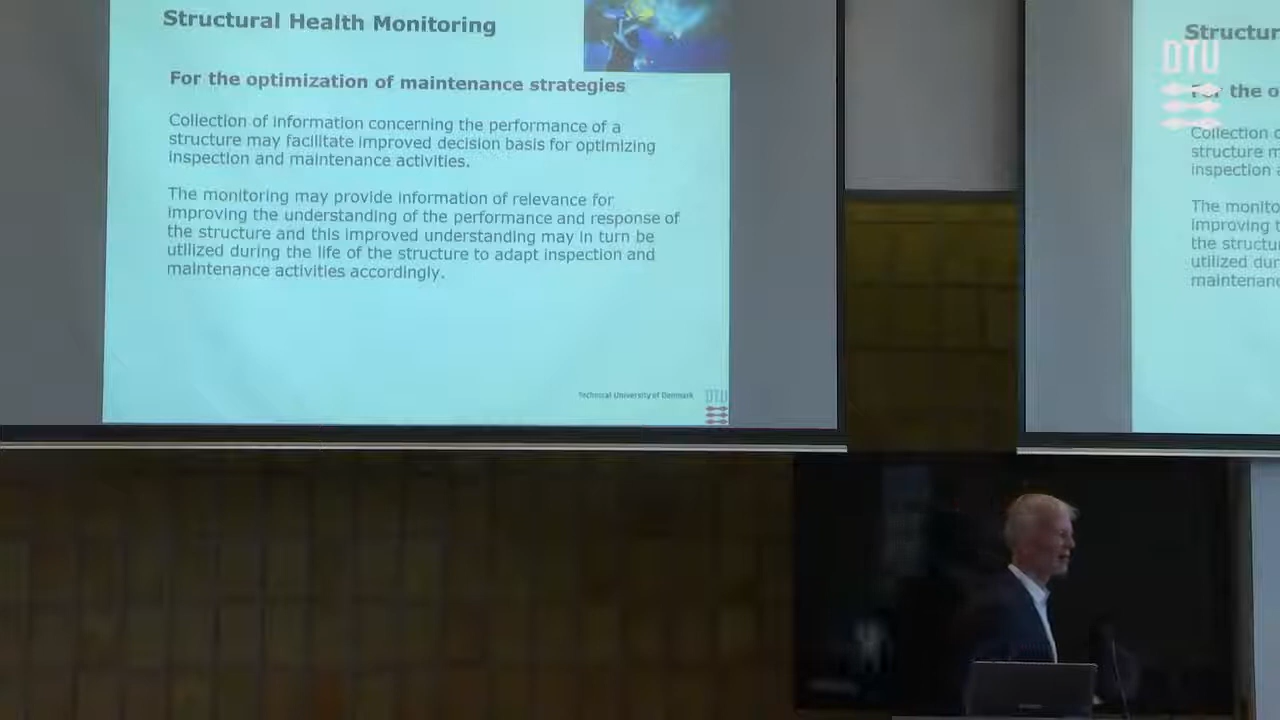 Structural Health Monitoring
For the optimization of maintenance strategies
Collection of information concerning the performance of a
structure may facilitate improved decision basis for optimizing
inspection and maintenance activities.
The monitoring may provide information of relevance for
improving the understanding of the performance and response of
the structure and this improved understanding may in turn be
utilized during the life of the structure to adapt inspection and
maintenance activities accordingly.
Technical University of Denmark
DTU
Structur
DTU
For the o
Collection o
structure m
inspection a
The monito
improving t
the structu
utilized dur
maintenanc